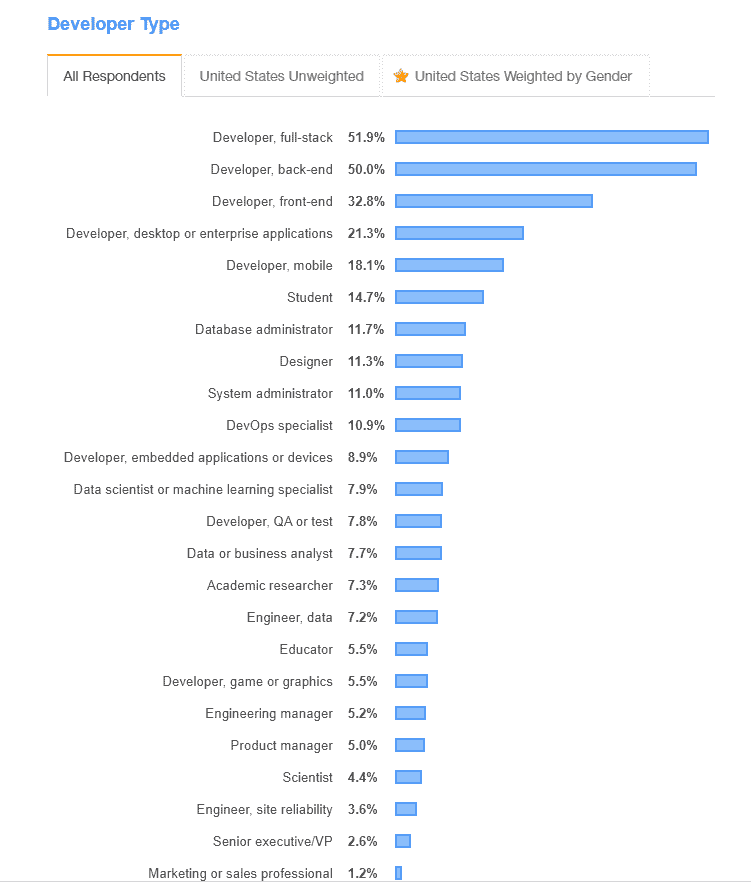 Developer Type
All Respondents United States Unweighted United States Weighted by Gender
Developer, full-stack 51.9%
Developer, back-end 50.0%
Developer, front-end 32.8%
Developer, desktop or enterprise applications 21.3%
Developer, mobile 18.1%
Student 14.7%
Database administrator 11.7%
Designer 11.3%
System administrator 11.0%
DevOps specialist 10.9%
Developer, embedded applications or devices 8.9%
Data scientist or machine learning specialist 7.9%
Developer, QA or test 7.8%
Data or business analyst 7.7%
Academic researcher 7.3%
Engineer, data 7.2%
Educator 5.5%
Developer, game or graphics 5.5%
Engineering manager 5.2%
Product manager 5.0%
Scientist 4.4%
Engineer, site reliability 3.6%
Senior executive/VP 2.6%
Marketing or sales professional 1.2%